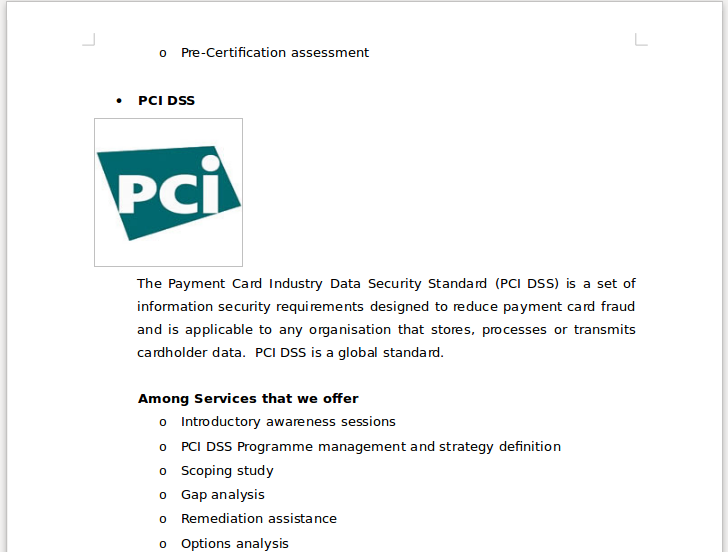 o Pre-Certification assessment
• PCI DSS
PCi
The Payment Card Industry Data Security Standard (PCI DSS) is a set of
information security requirements designed to reduce payment card fraud
and is applicable to any organisation that stores, processes or transmits
cardholder data.  PCI DSS is a global standard.
Among Services that we offer
o Introductory awareness sessions
o PCI DSS Programme management and strategy definition
o Scoping study
o Gap analysis
o Remediation assistance
o Options analysis